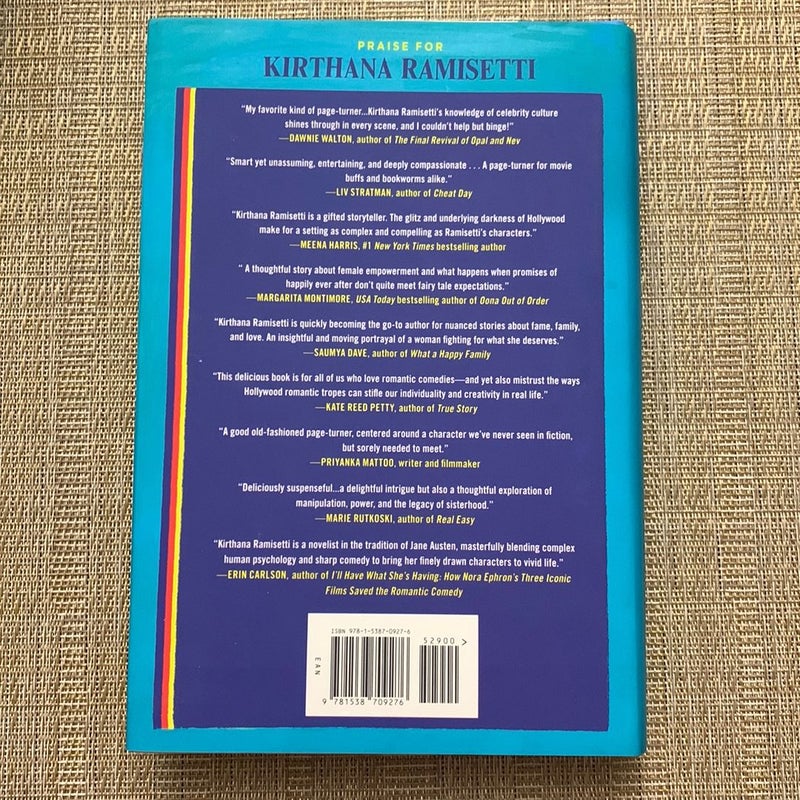 PRAISE FOR
KIRTHANA RAMISETTI
"My favorite kind of page-turner...Kirthana Ramisetti's knowledge of celebrity culture
shines through in every scene, and I couldn't help but binge!"
—DAWNIE WALTON, author of The Final Revival of Opal and Nev
"Smart yet unassuming, entertaining, and deeply compassionate . . . A page-turner for movie
buffs and bookworms alike."
—LIV STRATMAN, author of Cheat Day
"Kirthana Ramisetti is a gifted storyteller. The glitz and underlying darkness of Hollywood
make for a setting as complex and compelling as Ramisetti's characters."
—MEENA HARRIS, #1 New York Times bestselling author
" A thoughtful story about female empowerment and what happens when promises of
happily ever after don't quite meet fairy tale expectations."
—MARGARITA MONTIMORE, USA Today bestselling author of Oona Out of Order
"Kirthana Ramisetti is quickly becoming the go-to author for nuanced stories about fame, family,
and love. An insightful and moving portrayal of a woman fighting for what she deserves."
—SAUMYA DAVE, author of What a Happy Family
"This delicious book is for all of us who love romantic comedies—and yet also mistrust the ways
Hollywood romantic tropes can stifle our individuality and creativity in real life."
—KATE REED PETTY, author of True Story
"A good old-fashioned page-turner, centered around a character we've never seen in fiction,
but sorely needed to meet."
—PRIYANKA MATTOO, writer and filmmaker
"Deliciously suspenseful...a delightful intrigue but also a thoughtful exploration of
manipulation, power, and the legacy of sisterhood."
—MARIE RUTKOSKI, author of Real Easy
"Kirthana Ramisetti is a novelist in the tradition of Jane Austen, masterfully blending complex
human psychology and sharp comedy to bring her finely drawn characters to vivid life."
—ERIN CARLSON, author of I'll Have What She's Having: How Nora Ephron's Three Iconic
Films Saved the Romantic Comedy
ISBN 978-1-5387-0927-6
52900 >
EAN
9 781538 709276